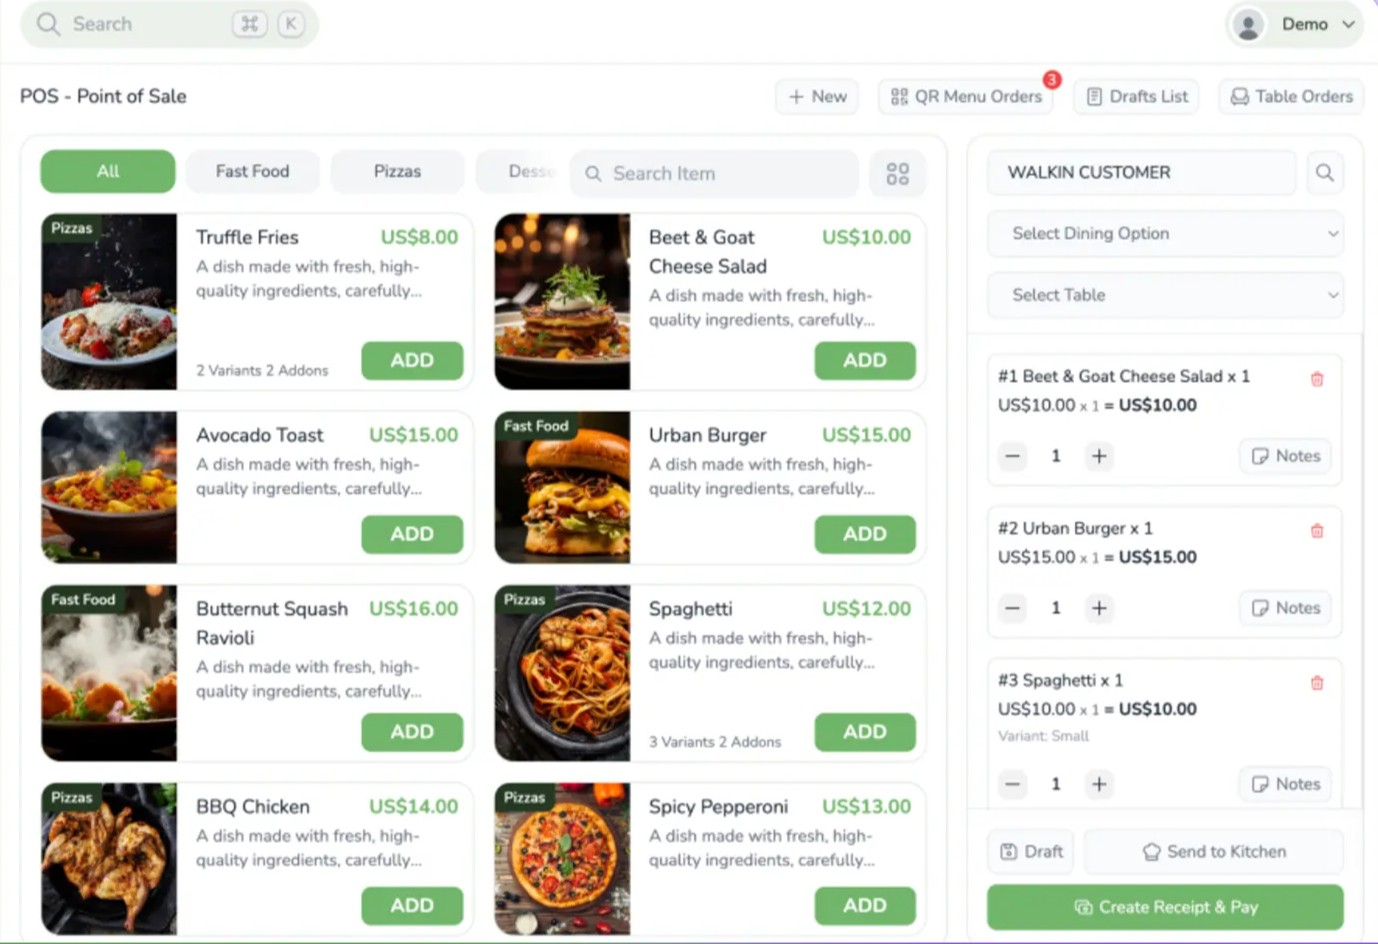 Search ⌘ K
Demo
POS - Point of Sale
+ New
QR Menu Orders
3
Drafts List
Table Orders
All
Fast Food
Pizzas
Search Item
Pizzas
Truffle Fries US$8.00
A dish made with fresh, high-
quality ingredients, carefully...
2 Variants 2 Addons
ADD
Beet & Goat US$10.00
Cheese Salad
A dish made with fresh, high-
quality ingredients, carefully...
ADD
Avocado Toast US$15.00
A dish made with fresh, high-
quality ingredients, carefully...
ADD
Fast Food
Urban Burger US$15.00
A dish made with fresh, high-
quality ingredients, carefully...
ADD
Fast Food
Butternut Squash US$16.00
Ravioli
A dish made with fresh, high-
quality ingredients, carefully...
ADD
Pizzas
Spaghetti US$12.00
A dish made with fresh, high-
quality ingredients, carefully...
3 Variants 2 Addons
ADD
Pizzas
BBQ Chicken US$14.00
A dish made with fresh, high-
quality ingredients, carefully...
ADD
Pizzas
Spicy Pepperoni US$13.00
A dish made with fresh, high-
quality ingredients, carefully...
ADD
WALKIN CUSTOMER
Select Dining Option
Select Table
#1 Beet & Goat Cheese Salad x 1
US$10.00 x 1 = US$10.00
− 1 +
Notes
#2 Urban Burger x 1
US$15.00 x 1 = US$15.00
− 1 +
Notes
#3 Spaghetti x 1
US$10.00 x 1 = US$10.00
Variant: Small
− 1 +
Notes
Draft
Send to Kitchen
Create Receipt & Pay